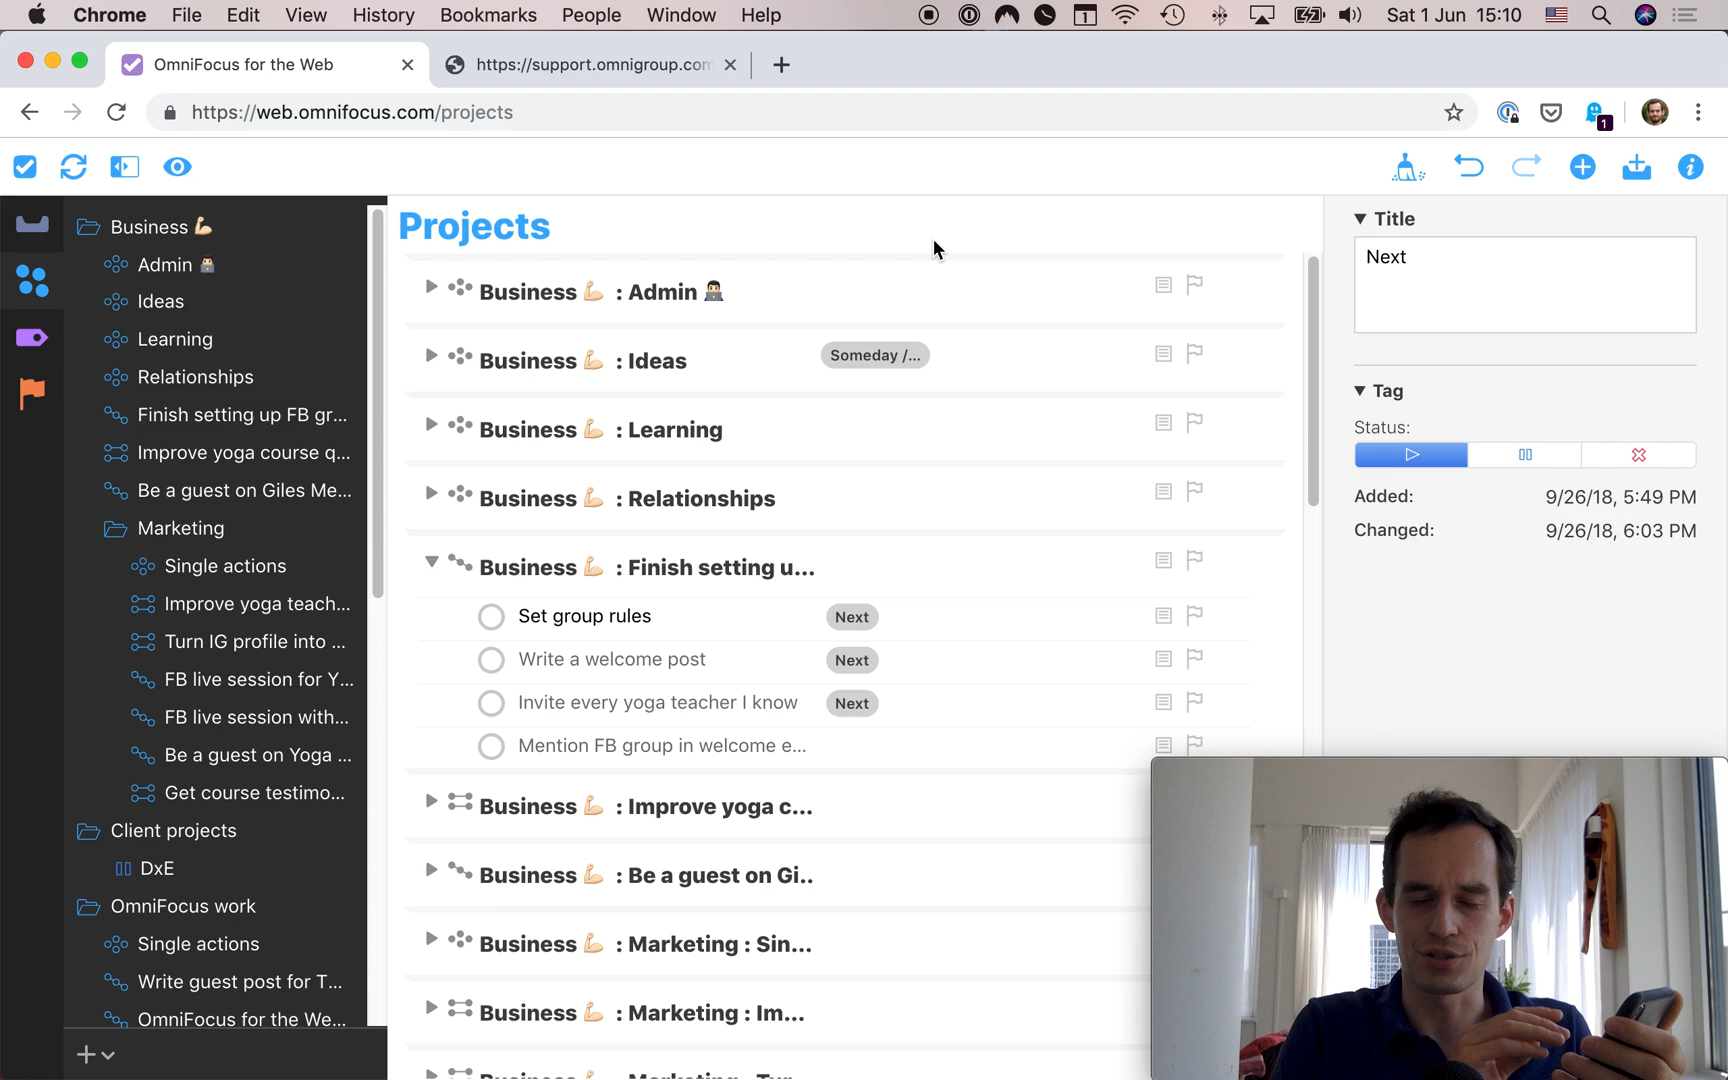 Chrome File Edit View History Bookmarks People Window Help
1
Sat 1 Jun 15:10
OmniFocus for the Web
https://support.omnigroup.com
https://web.omnifocus.com/projects
1
Business 💪🏻
Admin 👨🏻‍💻
Ideas
Learning
Relationships
Finish setting up FB gr...
Improve yoga course q...
Be a guest on Giles Me...
Marketing
Single actions
Improve yoga teach...
Turn IG profile into ...
FB live session for Y...
FB live session with...
Be a guest on Yoga ...
Get course testimo...
Client projects
DxE
OmniFocus work
Single actions
Write guest post for T...
OmniFocus for the We...
Projects
Business 💪🏻 : Admin 👨🏻‍💻
Business 💪🏻 : Ideas Someday /...
Business 💪🏻 : Learning
Business 💪🏻 : Relationships
Business 💪🏻 : Finish setting u...
Set group rules Next
Write a welcome post Next
Invite every yoga teacher I know Next
Mention FB group in welcome e...
Business 💪🏻 : Improve yoga c...
Business 💪🏻 : Be a guest on Gi..
Business 💪🏻 : Marketing : Sin...
Business 💪🏻 : Marketing : Im...
Title
Next
Tag
Status:
Added: 9/26/18, 5:49 PM
Changed: 9/26/18, 6:03 PM